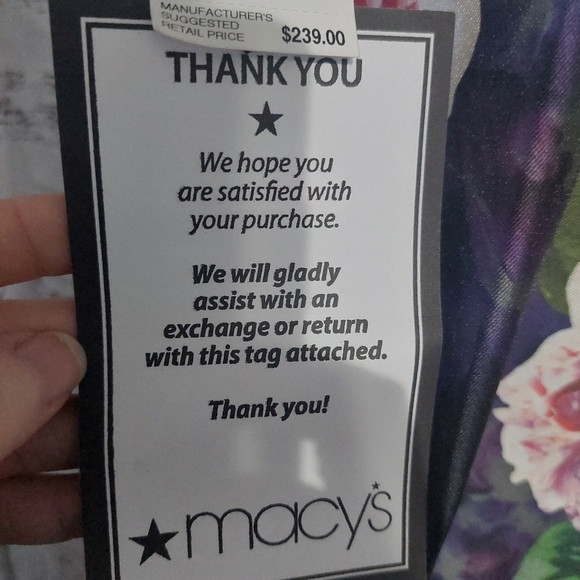 MANUFACTURER'S
SUGGESTED
RETAIL PRICE $239.00
THANK YOU
We hope you
are satisfied with
your purchase.
We will gladly
assist with an
exchange or return
with this tag attached.
Thank you!
macy's